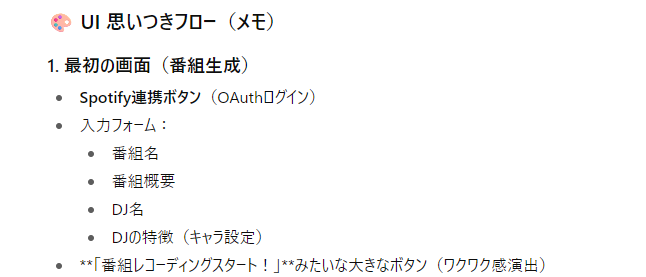 🎨 UI 思いつきフロー（メモ）
1. 最初の画面（番組生成）
• Spotify連携ボタン（OAuthログイン）
• 入力フォーム：
• 番組名
• 番組概要
• DJ名
• DJの特徴（キャラ設定）
• **「番組レコーディングスタート！」**みたいな大きなボタン（ワクワク感演出）